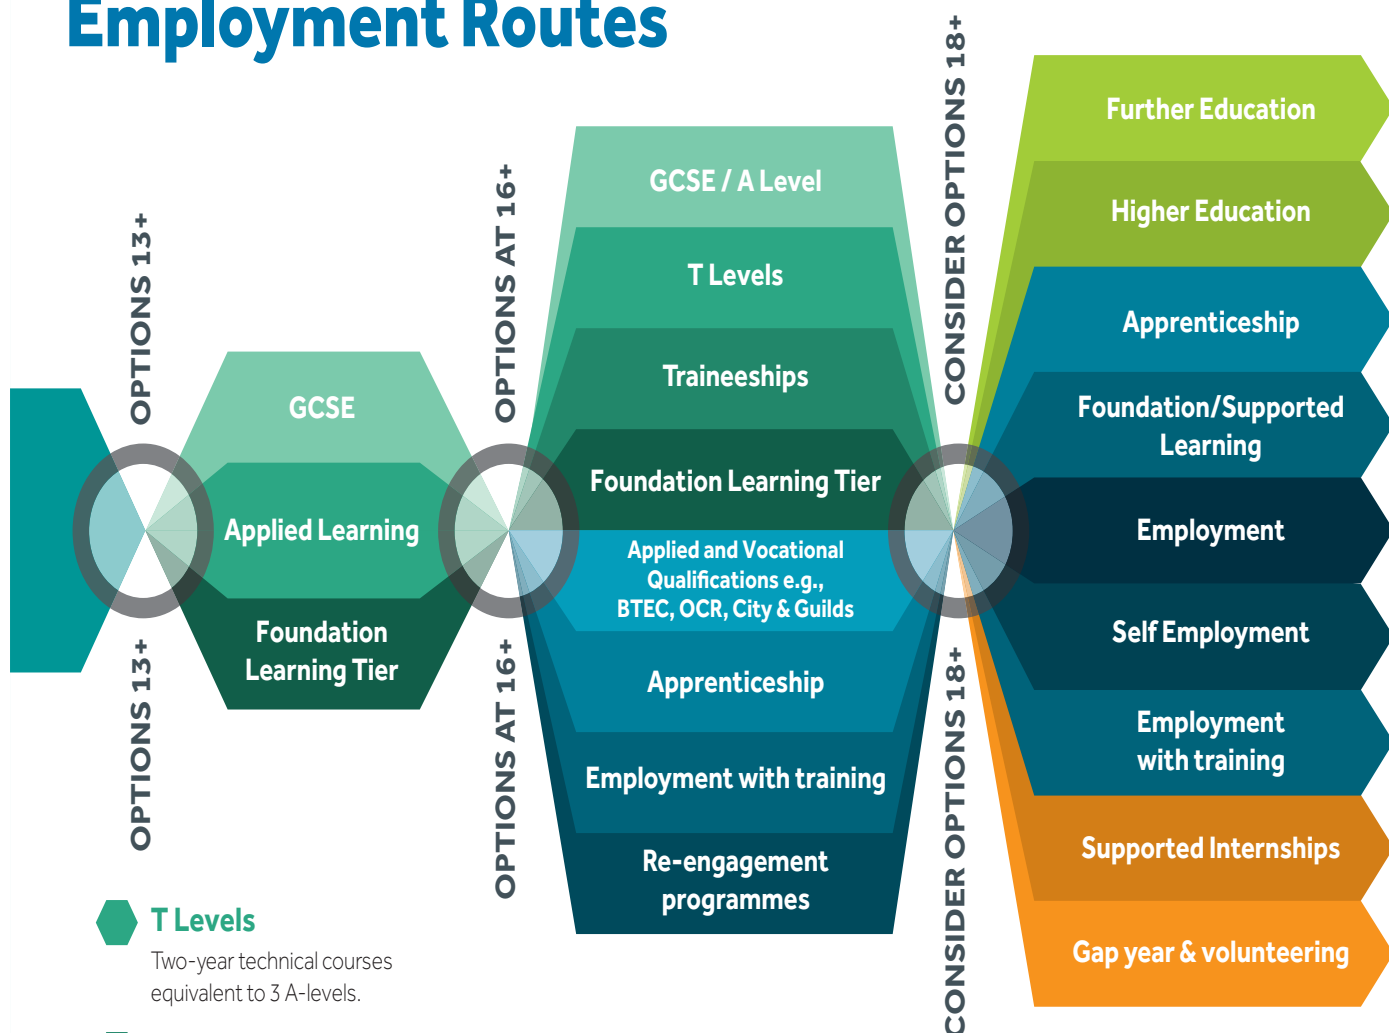 Employment Routes
OPTIONS 13+
OPTIONS 13+
GCSE
Applied Learning
Foundation
Learning Tier
OPTIONS AT 16+
OPTIONS AT 16+
GCSE / A Level
T Levels
Traineeships
Foundation Learning Tier
Applied and Vocational
Qualifications e.g.,
BTEC, OCR, City & Guilds
Apprenticeship
Employment with training
Re-engagement
programmes
CONSIDER OPTIONS 18+
CONSIDER OPTIONS 18+
Further Education
Higher Education
Apprenticeship
Foundation/Supported
Learning
Employment
Self Employment
Employment
with training
Supported Internships
Gap year & volunteering
T Levels
Two-year technical courses
equivalent to 3 A-levels.